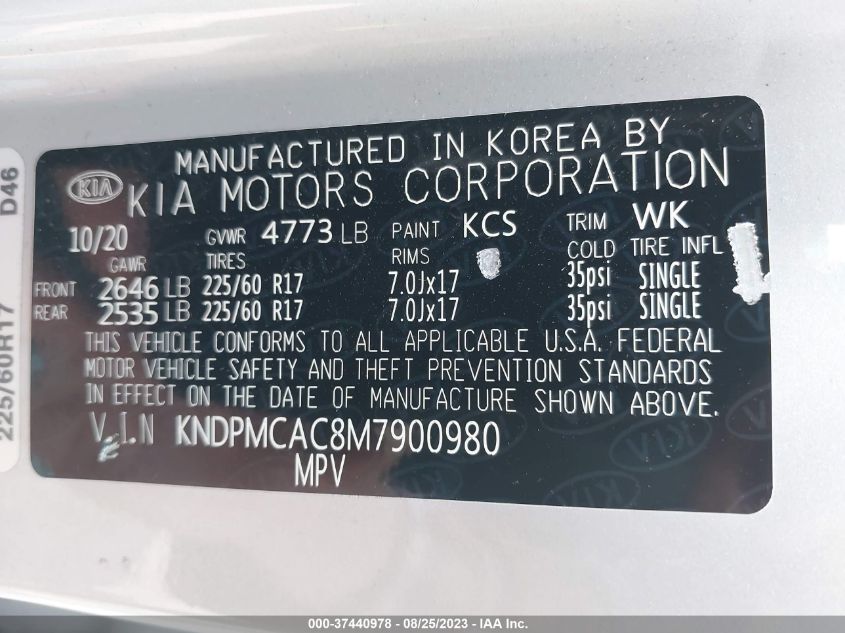 MANUFACTURED IN KOREA BY
KIA KIA MOTORS CORPORATION
10/20 GVWR 4773 LB PAINT KCS TRIM WK
GAWR TIRES RIMS COLD TIRE INFL
FRONT 2646 LB 225/60 R17 7.0Jx17 35psi SINGLE
REAR 2535 LB 225/60 R17 7.0Jx17 35psi SINGLE
THIS VEHICLE CONFORMS TO ALL APPLICABLE U.S.A. FEDERAL
MOTOR VEHICLE SAFETY AND THEFT PREVENTION STANDARDS
IN EFFECT ON THE DATE OF MANUFACTURE SHOWN ABOVE.
V.I.N KNDPMCAC8M7900980
MPV
225/60R17 D46
000-37440978 - 08/25/2023 - IAA Inc.